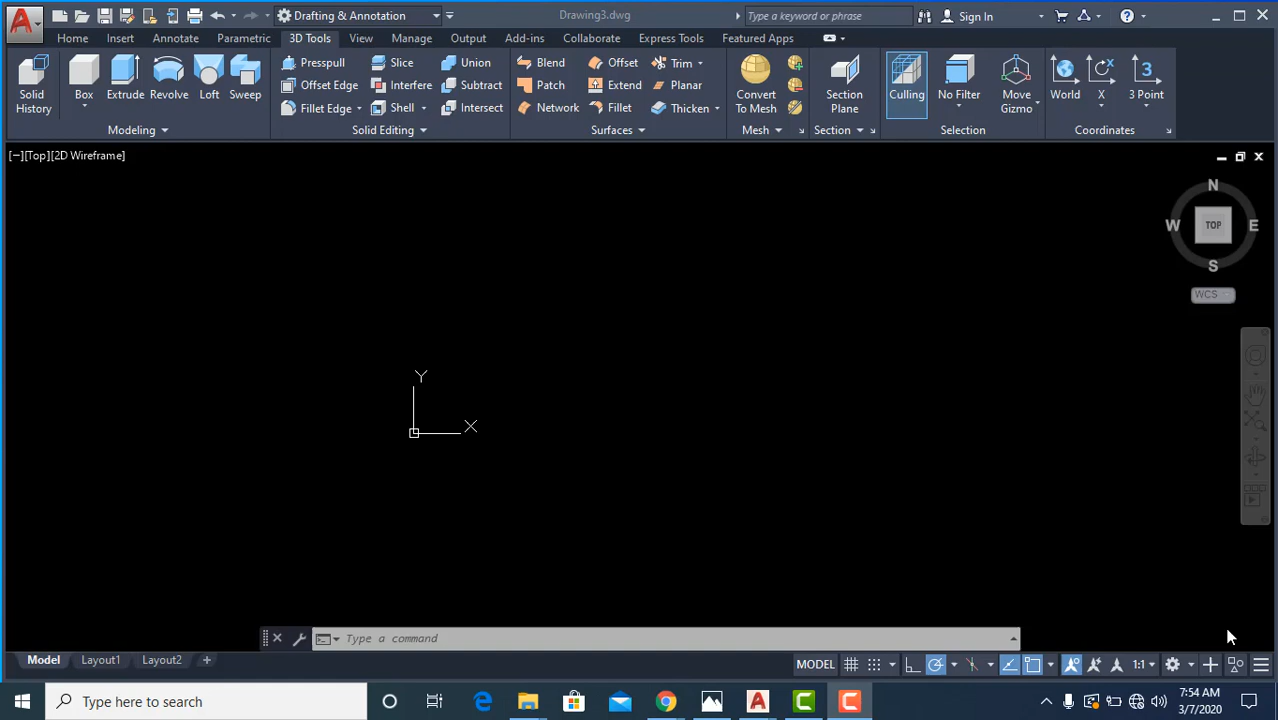 Drafting & Annotation
Drawing3.dwg
Type a keyword or phrase
Sign In
Home Insert Annotate Parametric 3D Tools View Manage Output Add-ins Collaborate Express Tools Featured Apps
Solid History
Box
Extrude
Revolve
Loft
Sweep
Modeling
Presspull Slice Union
Offset Edge Interfere Subtract
Fillet Edge Shell Intersect
Solid Editing
Blend Offset Trim
Patch Extend Planar
Network Fillet Thicken
Surfaces
Convert To Mesh
Mesh
Section Plane
Section
Culling
No Filter
Move Gizmo
Selection
World
X
3 Point
Coordinates
[−][Top][2D Wireframe]
N
W TOP E
S
WCS
Y
X
Type a command
Model Layout1 Layout2 +
MODEL 1:1
Type here to search
7:54 AM
3/7/2020